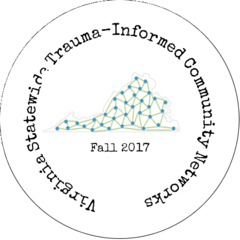 Virginia Statewide Trauma-Informed Community Networks
Fall 2017